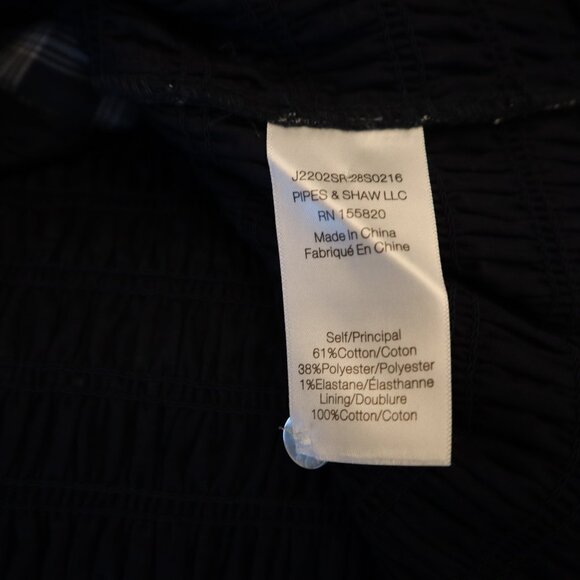 J2202SR-28S0216
PIPES & SHAW LLC
RN 155820
Made In China
Fabriqué En Chine
Self/Principal
61%Cotton/Coton
38%Polyester/Polyester
1%Elastane/Élasthanne
Lining/Doublure
100%Cotton/Coton